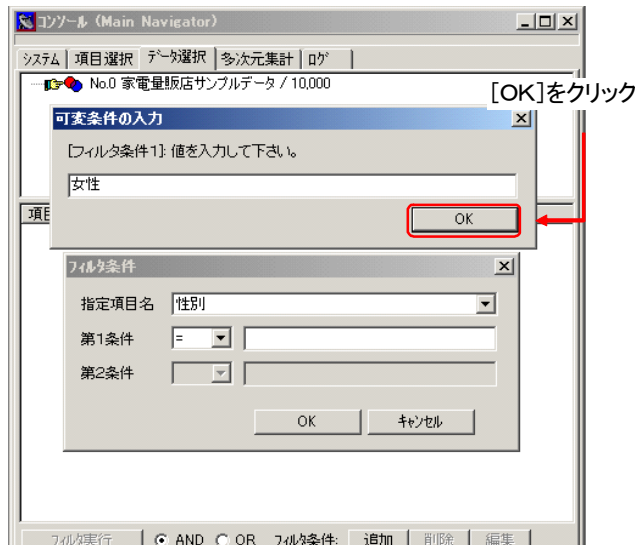 コンソール (Main Navigator)
システム 項目選択 データ選択 多次元集計 ログ
No.0 家電量販店サンプルデータ / 10,000
[OK]をクリック
可変条件の入力
[フィルタ条件1]: 値を入力して下さい。
女性
OK
項目
フィルタ条件
指定項目名 性別
第1条件 =
第2条件
OK キャンセル
フィルタ実行 AND OR フィルタ条件: 追加 削除 編集